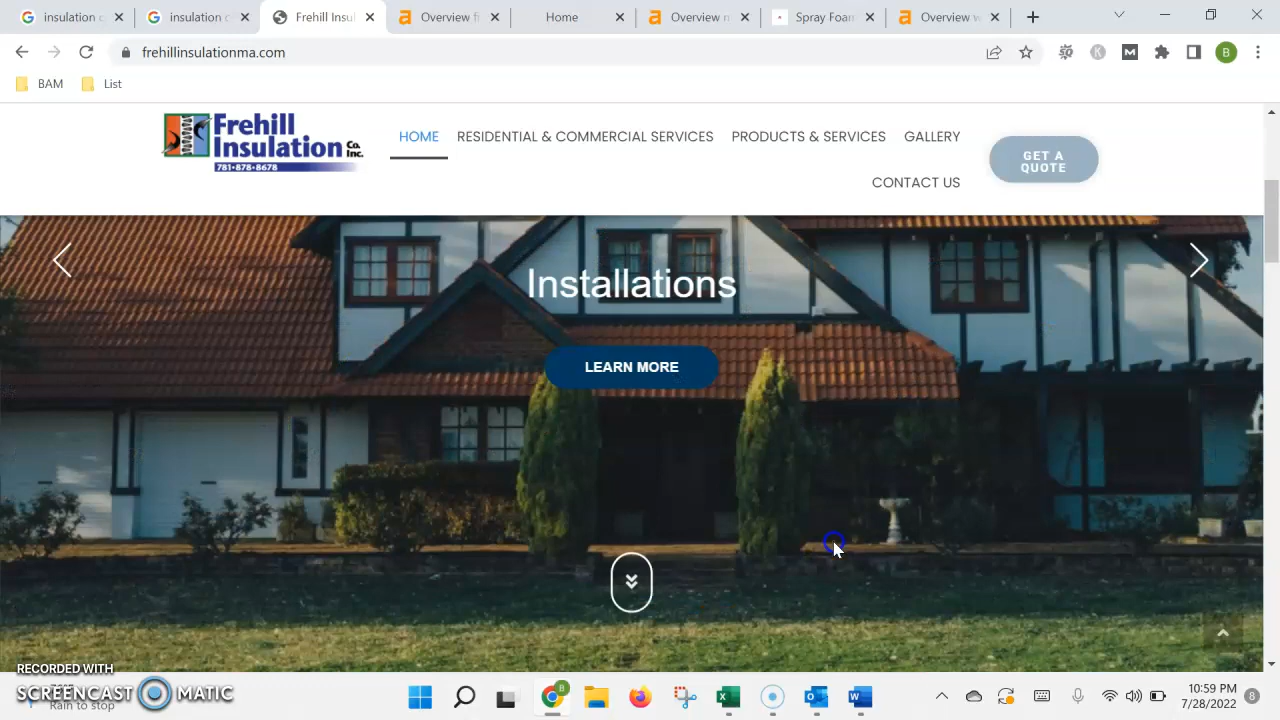 insulation c
insulation c
Frehill Insul
Overview fi
Home
Overview n
Spray Foam
Overview w
frehillinsulationma.com
B
BAM
List
Frehill
Insulation Co. Inc.
781•878•8678
HOME
RESIDENTIAL & COMMERCIAL SERVICES
PRODUCTS & SERVICES
GALLERY
CONTACT US
GET A
QUOTE
Installations
LEARN MORE
RECORDED WITH
SCREENCAST MATIC
Rain to stop
10:59 PM
7/28/2022
8